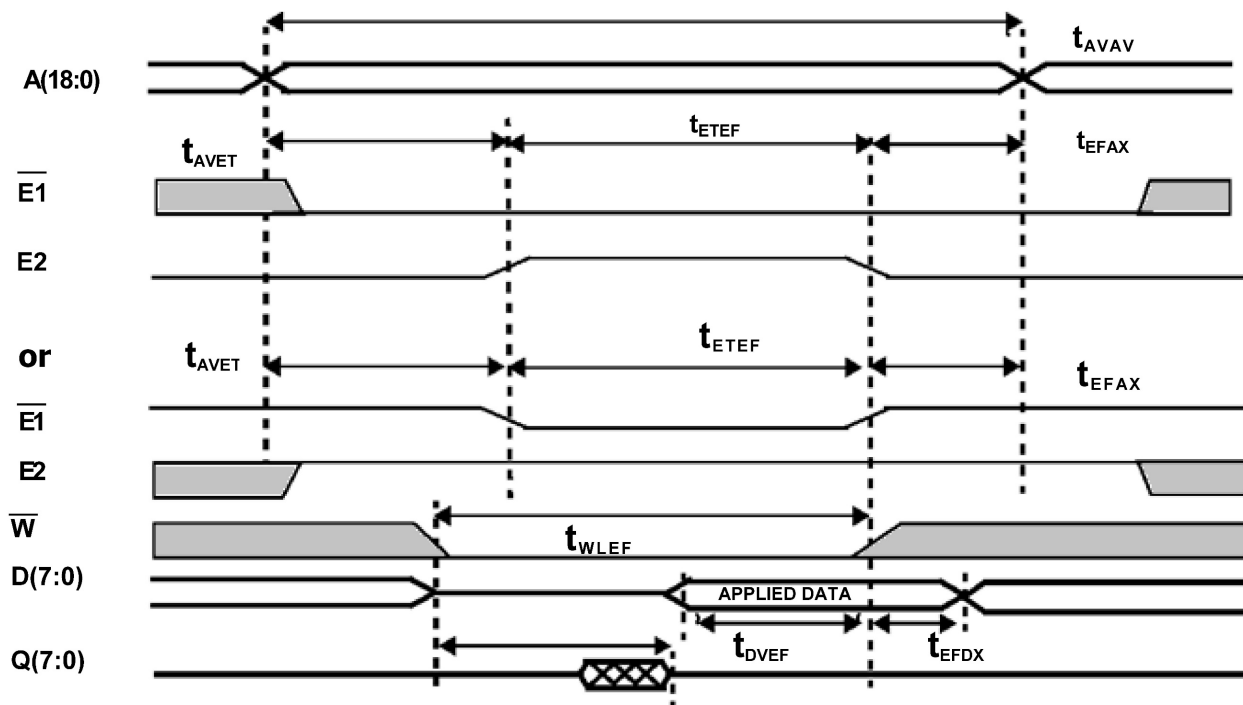 tAVAV
A(18:0)
tAVET tETEF tEFAX
E1
E2
or tAVET tETEF tEFAX
E1
E2
W tWLEF
D(7:0) APPLIED DATA
tDVEF tEFDX
Q(7:0)